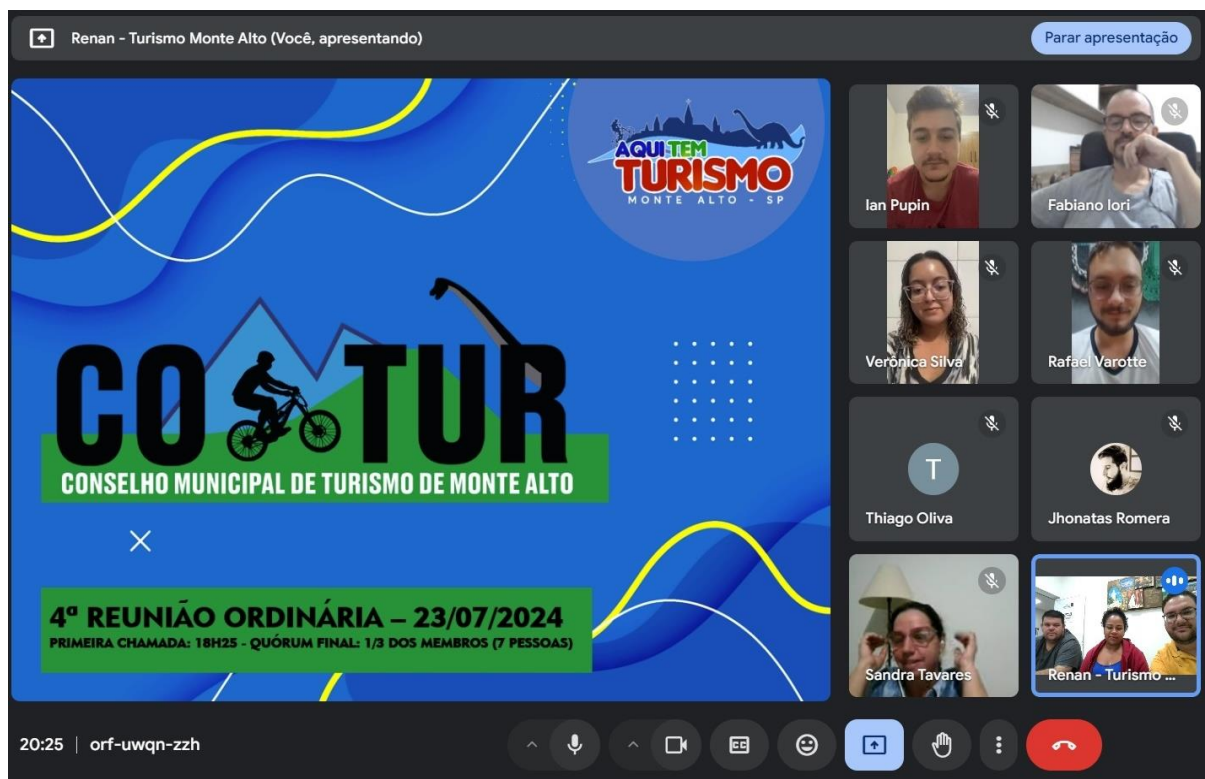 Renan - Turismo Monte Alto (Você, apresentando)
Parar apresentação
AQUI TEM
TURISMO
MONTE ALTO - SP
COMTUR
CONSELHO MUNICIPAL DE TURISMO DE MONTE ALTO
4ª REUNIÃO ORDINÁRIA – 23/07/2024
PRIMEIRA CHAMADA: 18H25 - QUÓRUM FINAL: 1/3 DOS MEMBROS (7 PESSOAS)
Ian Pupin
Fabiano Iori
Verônica Silva
Rafael Varotte
T
Thiago Oliva
Jhonatas Romera
Sandra Tavares
Renan - Turismo ...
20:25 | orf-uwqn-zzh
CC